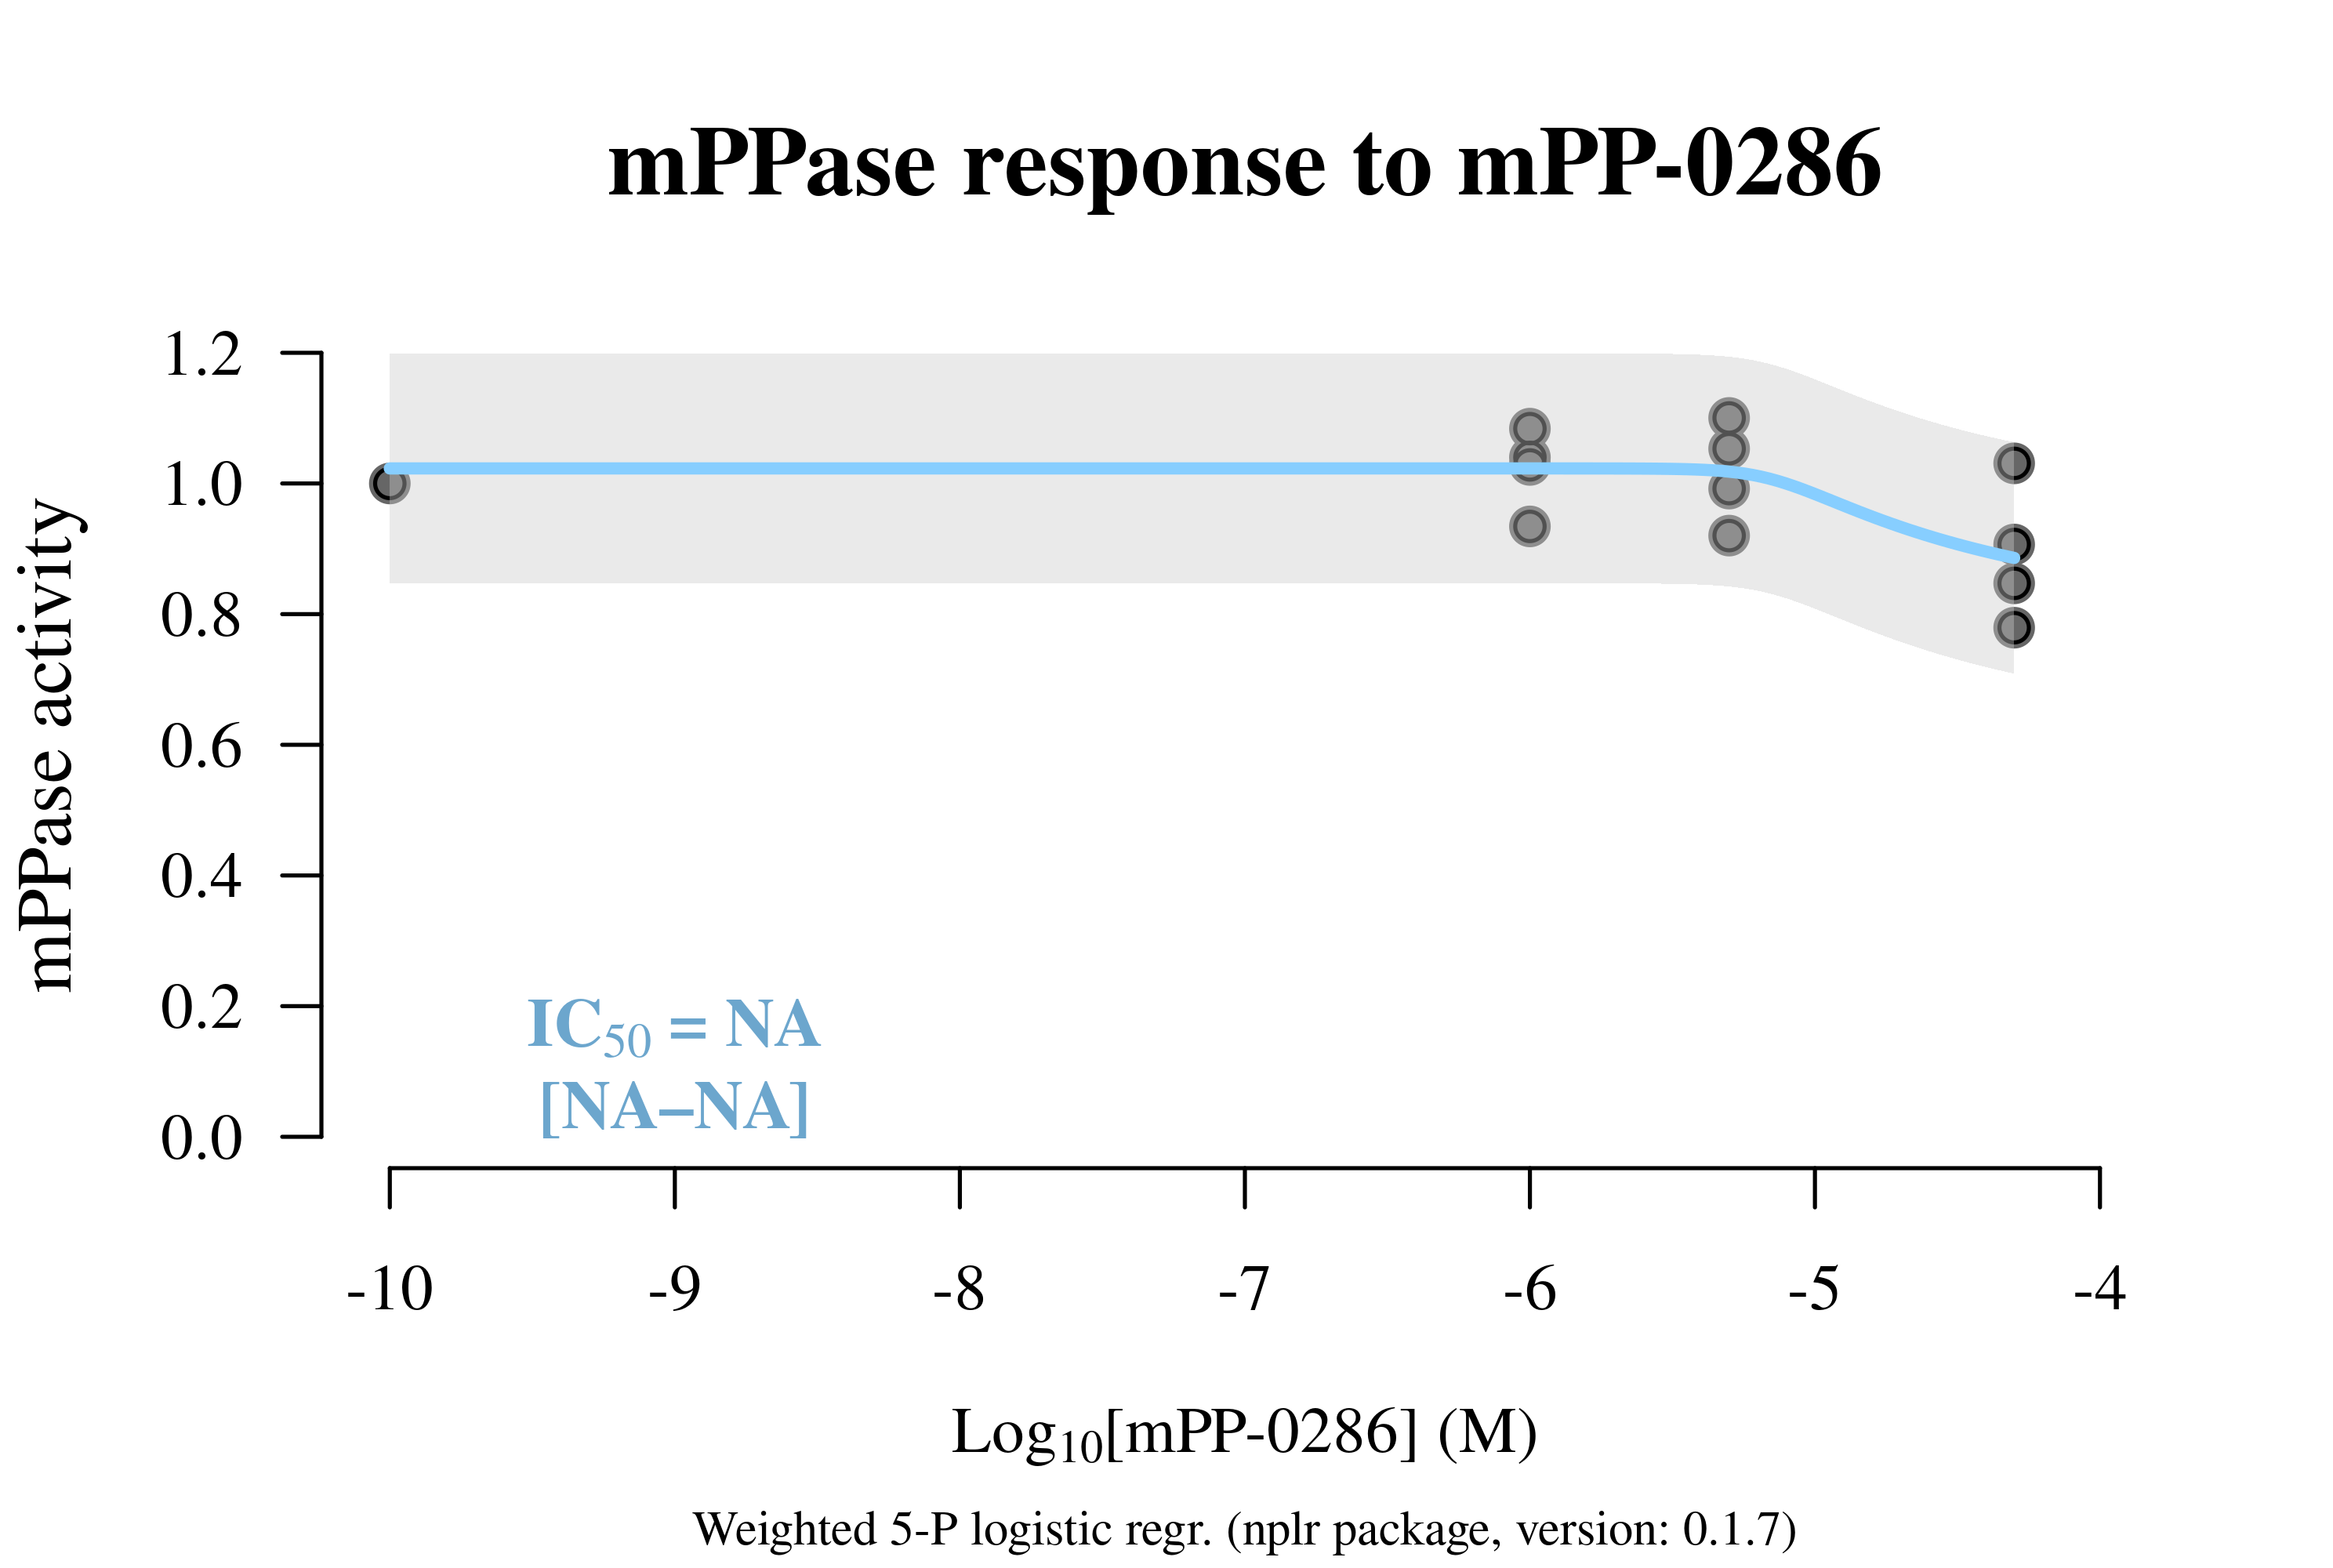 mPPase response to mPP-0286
mPPase activity
1.2
1.0
0.8
0.6
0.4
0.2
0.0
IC50 = NA
[NA–NA]
-10 -9 -8 -7 -6 -5 -4
Log10[mPP-0286] (M)
Weighted 5-P logistic regr. (nplr package, version: 0.1.7)